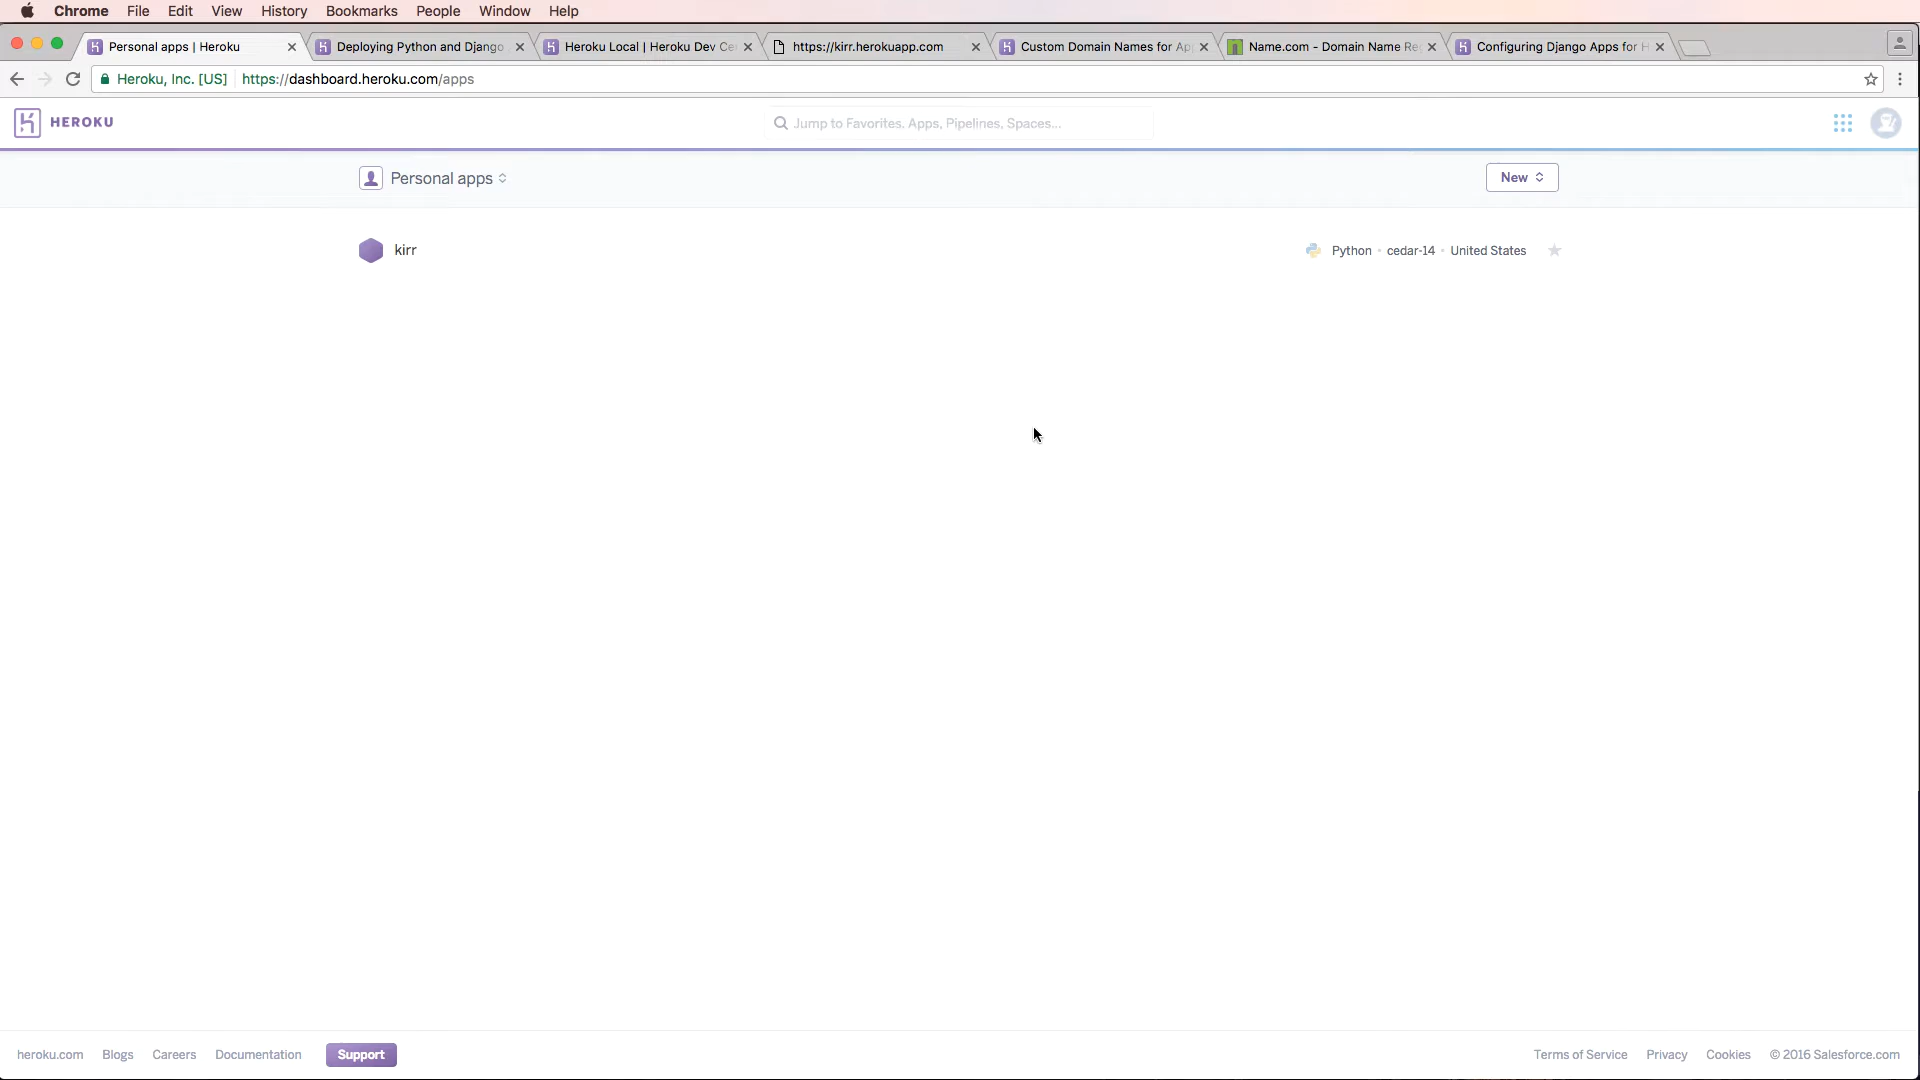 Chrome File Edit View History Bookmarks People Window Help
Personal apps | Heroku
Deploying Python and Django
Heroku Local | Heroku Dev Ce
https://kirr.herokuapp.com
Custom Domain Names for Ap
Name.com - Domain Name Re
Configuring Django Apps for H
Heroku, Inc. [US] https://dashboard.heroku.com/apps
HEROKU
Jump to Favorites, Apps, Pipelines, Spaces...
Personal apps
New
kirr
Python · cedar-14 · United States
heroku.com Blogs Careers Documentation Support
Terms of Service Privacy Cookies © 2016 Salesforce.com